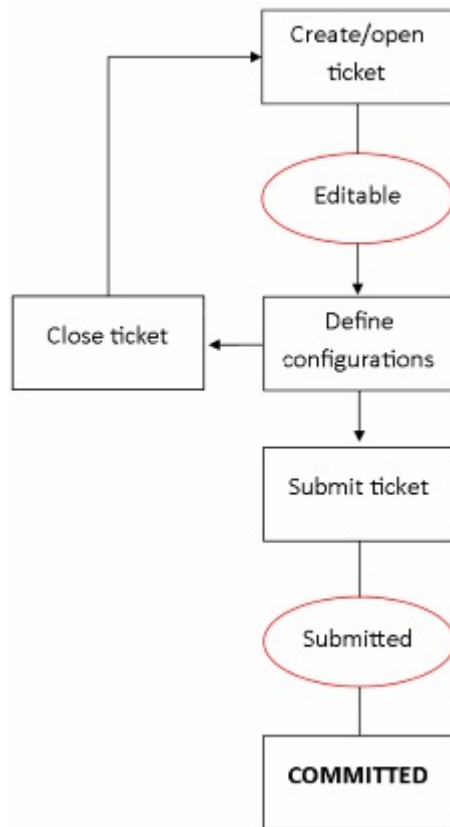 Create/open
ticket
Editable
Define
configurations
Close ticket
Submit ticket
Submitted
COMMITTED